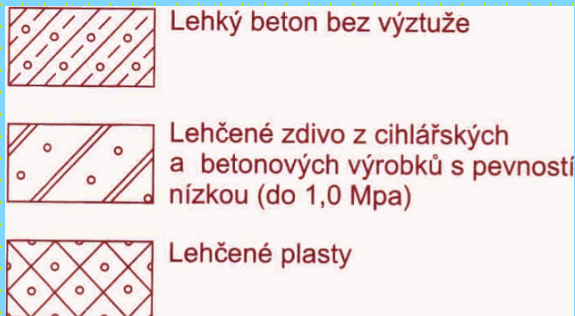 Lehký beton bez výztuže
Lehčené zdivo z cihlářských
a betonových výrobků s pevností
nízkou (do 1,0 Mpa)
Lehčené plasty